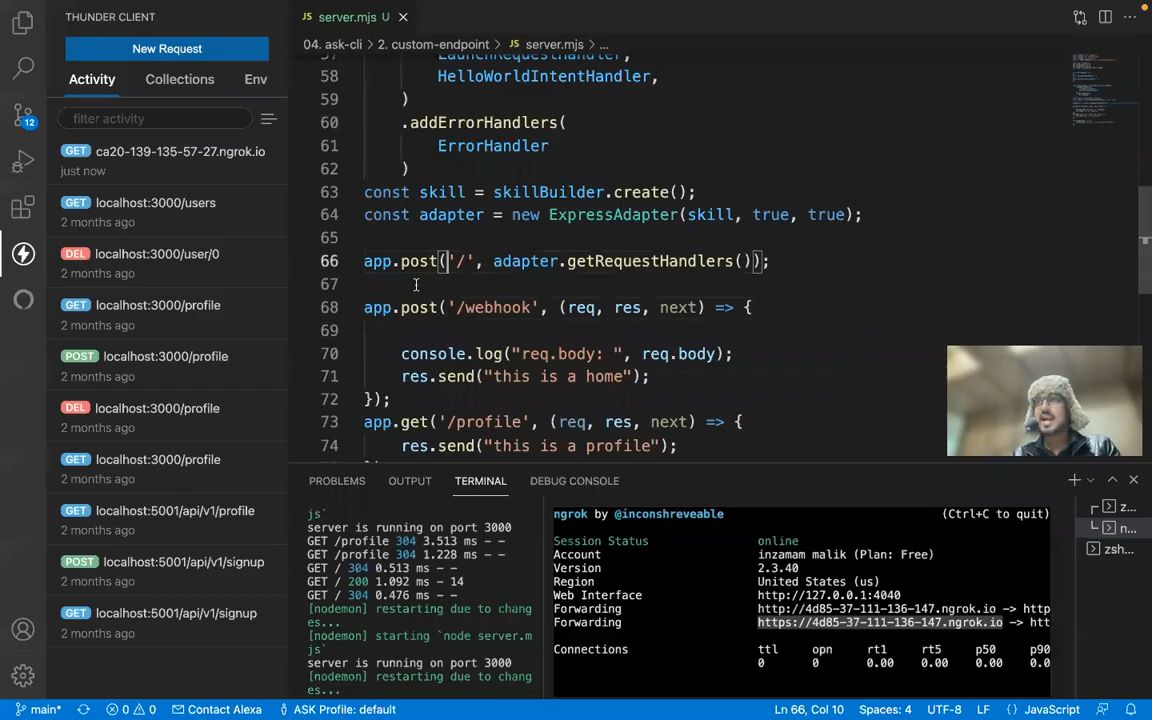 THUNDER CLIENT
New Request
Activity
Collections
Env
filter activity
GET ca20-139-135-57-27.ngrok.io
just now
GET localhost:3000/users
2 months ago
DEL localhost:3000/user/0
2 months ago
GET localhost:3000/profile
2 months ago
POST localhost:3000/profile
2 months ago
DEL localhost:3000/profile
2 months ago
GET localhost:3000/profile
2 months ago
GET localhost:5001/api/v1/profile
2 months ago
POST localhost:5001/api/v1/signup
2 months ago
GET localhost:5001/api/v1/signup
2 months ago
12
JS server.mjs U
04. ask-cli > 2. custom-endpoint > JS server.mjs > ...
57 LaunchRequestHandler,
58 HelloWorldIntentHandler,
59 )
60 .addErrorHandlers(
61 ErrorHandler
62 )
63 const skill = skillBuilder.create();
64 const adapter = new ExpressAdapter(skill, true, true);
65
66 app.post('/', adapter.getRequestHandlers());
67
68 app.post('/webhook', (req, res, next) => {
69
70 console.log("req.body: ", req.body);
71 res.send("this is a home");
72 });
73 app.get('/profile', (req, res, next) => {
74 res.send("this is a profile");
PROBLEMS
OUTPUT
TERMINAL
DEBUG CONSOLE
js`
server is running on port 3000
GET /profile 304 3.513 ms - -
GET /profile 304 1.228 ms - -
GET / 304 0.513 ms - -
GET / 200 1.092 ms - 14
GET / 304 0.476 ms - -
[nodemon] restarting due to chang
es...
[nodemon] starting `node server.m
js`
server is running on port 3000
[nodemon] restarting due to chang
es...
ngrok by @inconshreveable (Ctrl+C to quit)
Session Status online
Account inzamam malik (Plan: Free)
Version 2.3.40
Region United States (us)
Web Interface http://127.0.0.1:4040
Forwarding http://4d85-37-111-136-147.ngrok.io -> http
Forwarding https://4d85-37-111-136-147.ngrok.io -> htt
Connections ttl opn rt1 rt5 p50 p90
0 0 0.00 0.00 0.00 0.0
z...
n...
zsh...
main*
0 0
Contact Alexa
ASK Profile: default
Ln 66, Col 10
Spaces: 4
UTF-8
LF
{} JavaScript